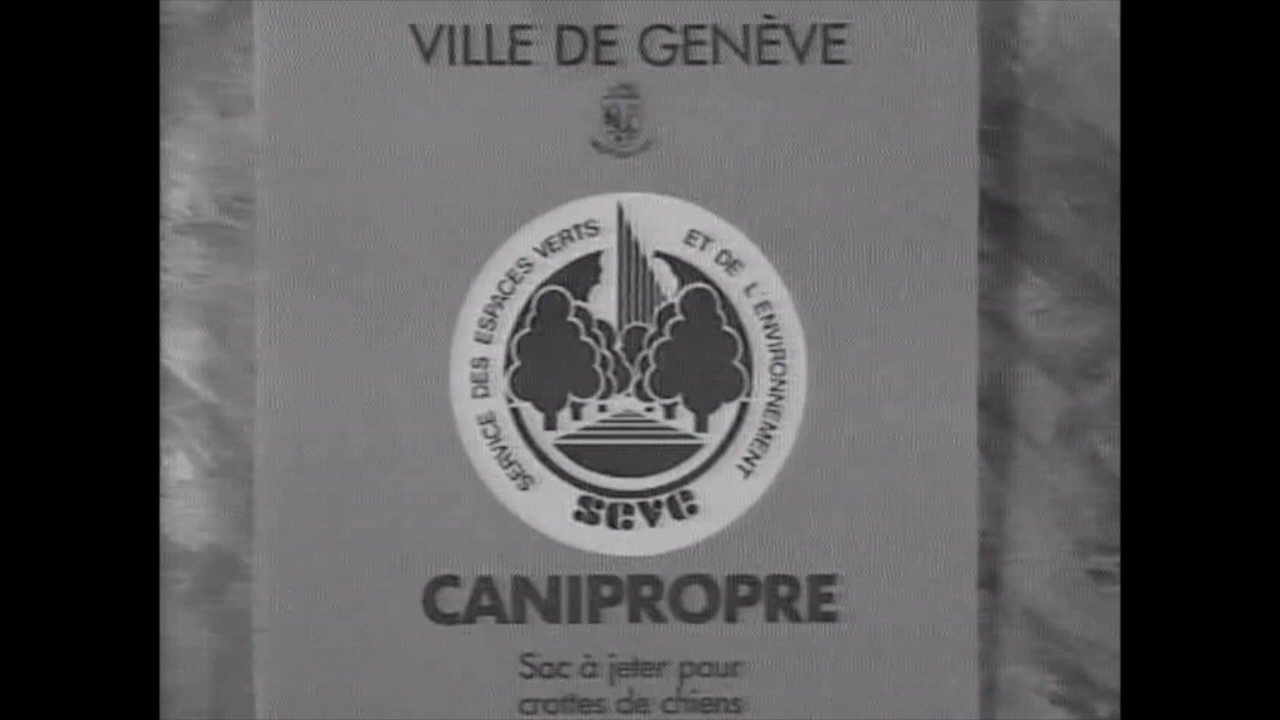 VILLE DE GENÈVE
SERVICE DES ESPACES VERTS ET DE L'ENVIRONNEMENT
SEVE
CANIPROPRE
Sac à jeter pour
crottes de chiens